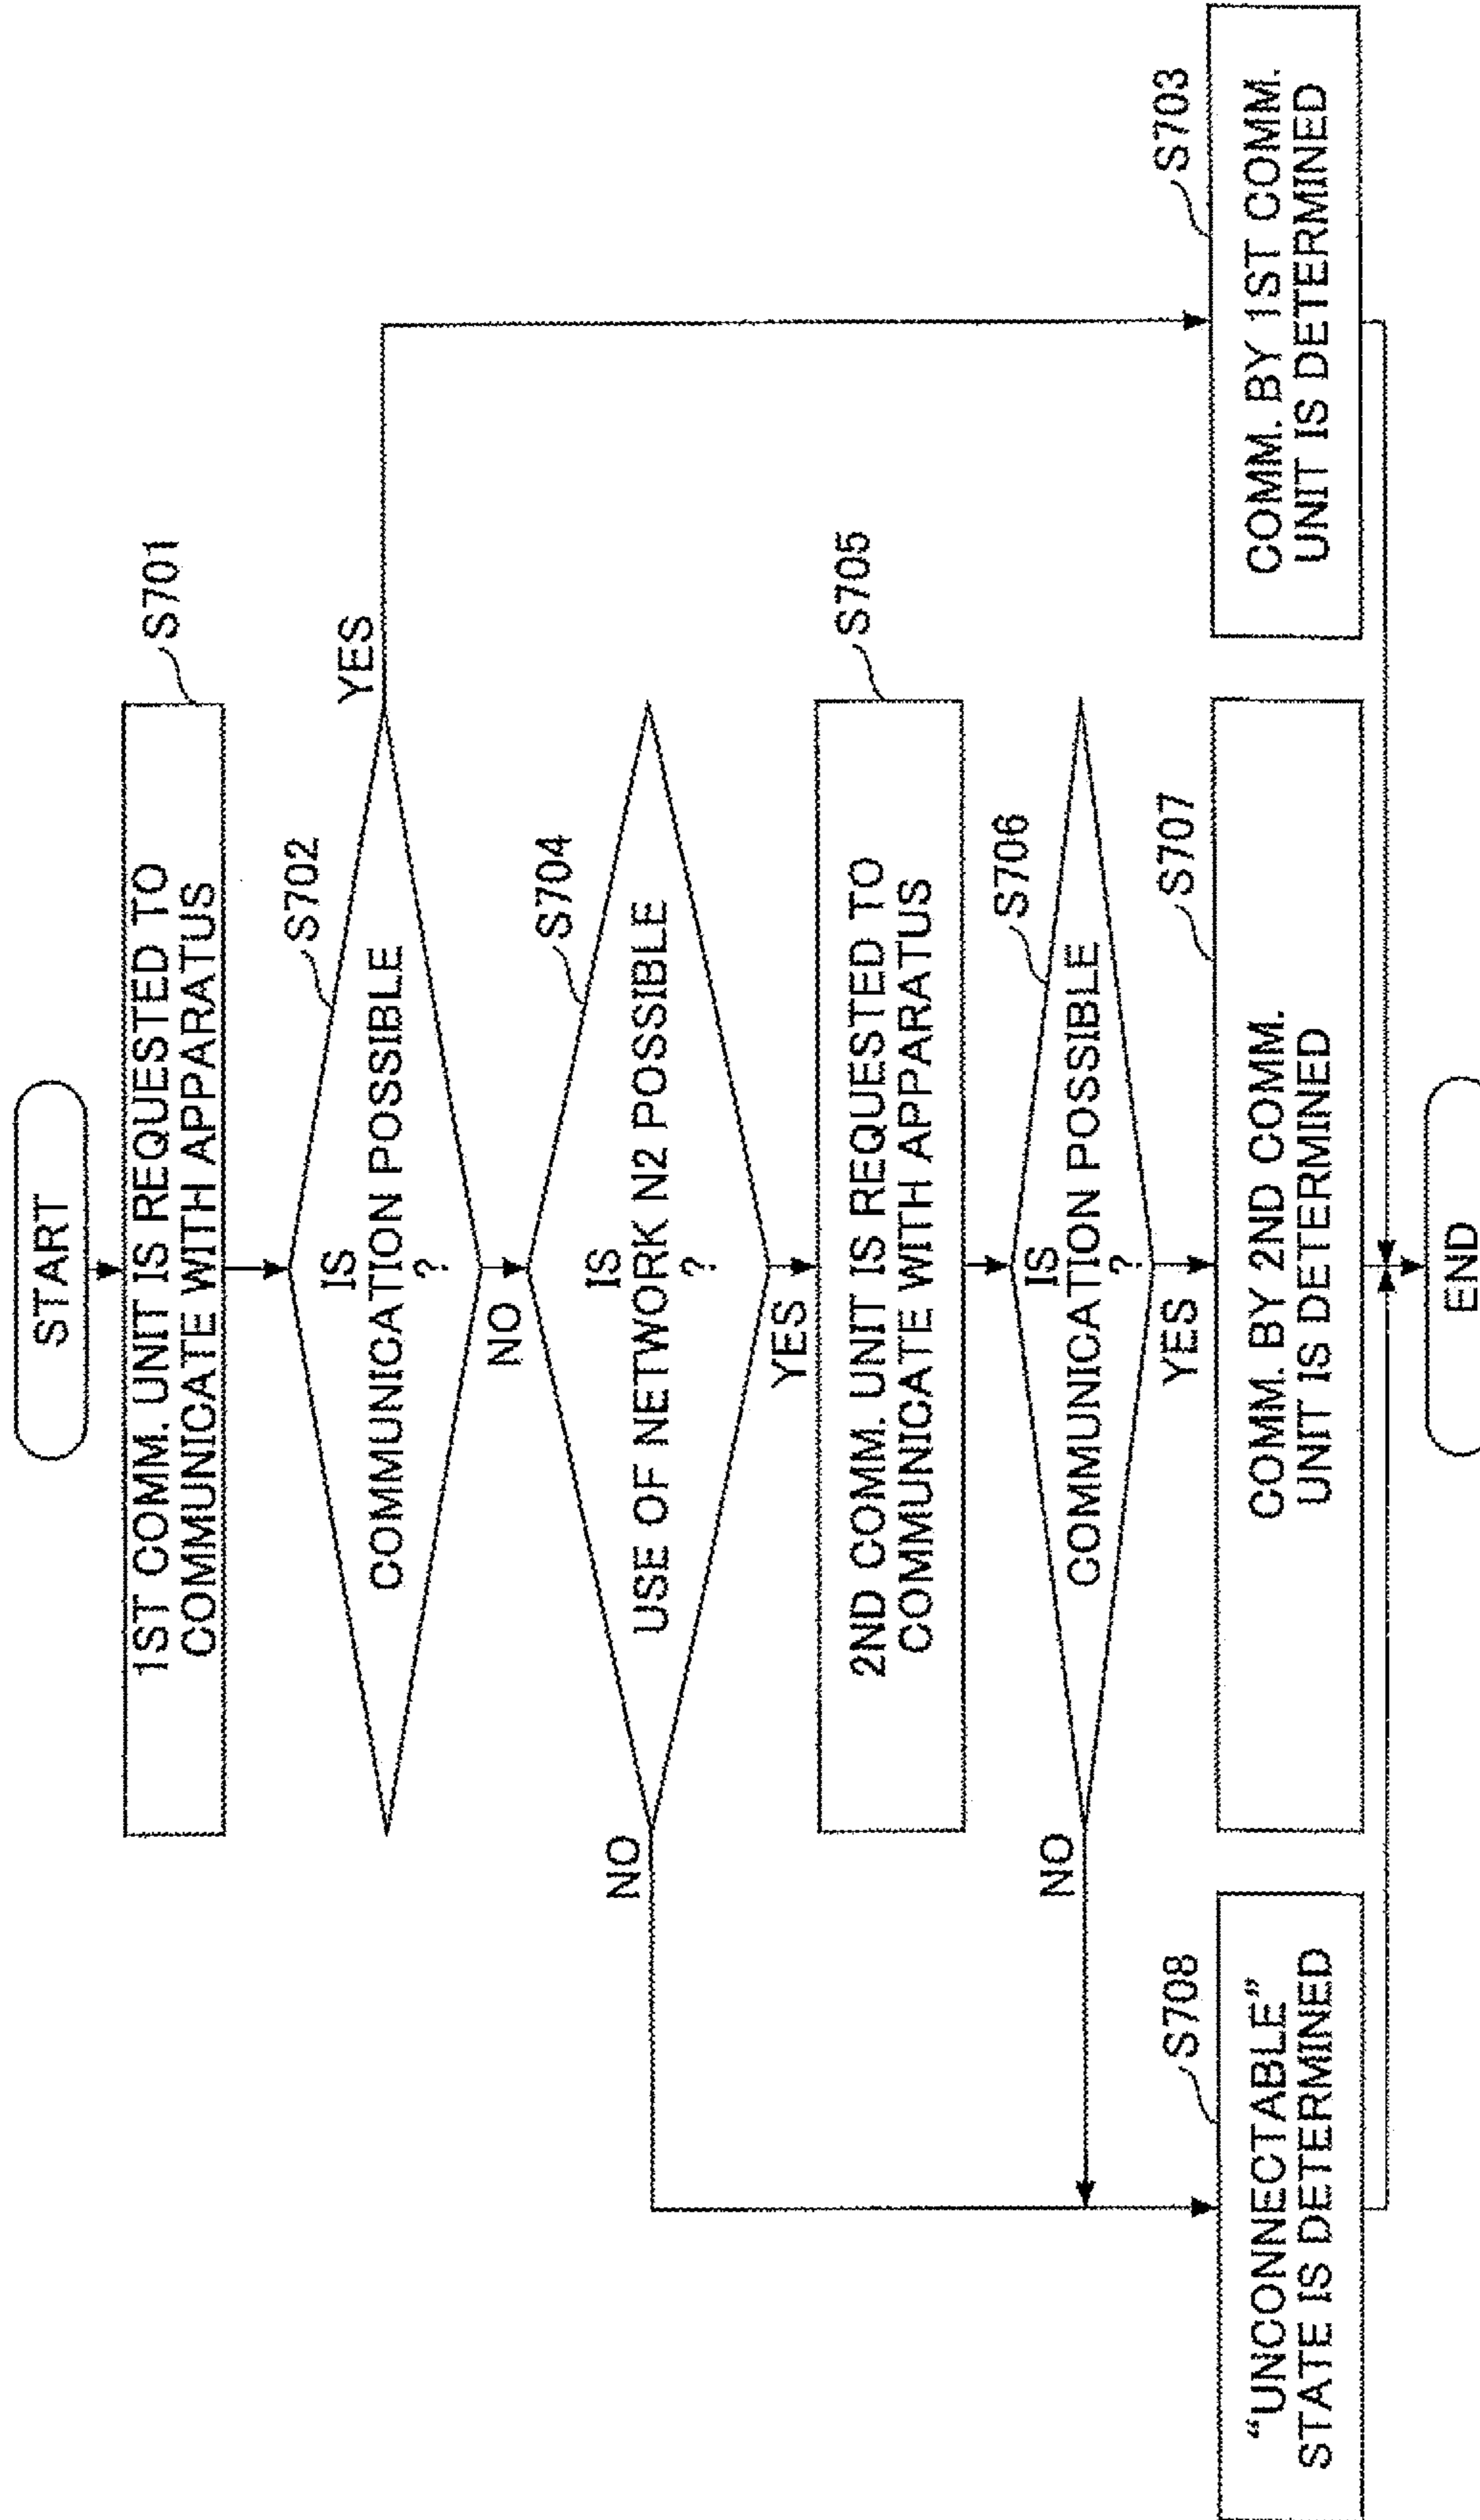 START
S701
1ST COMM. UNIT IS REQUESTED TO
COMMUNICATE WITH APPARATUS
S702
IS
COMMUNICATION POSSIBLE
?
YES
NO
S704
IS
USE OF NETWORK N2 POSSIBLE
?
NO
YES
S705
2ND COMM. UNIT IS REQUESTED TO
COMMUNICATE WITH APPARATUS
S706
IS
COMMUNICATION POSSIBLE
?
NO
YES
S708
"UNCONNECTABLE"
STATE IS DETERMINED
S707
COMM. BY 2ND COMM.
UNIT IS DETERMINED
S703
COMM. BY 1ST COMM.
UNIT IS DETERMINED
END